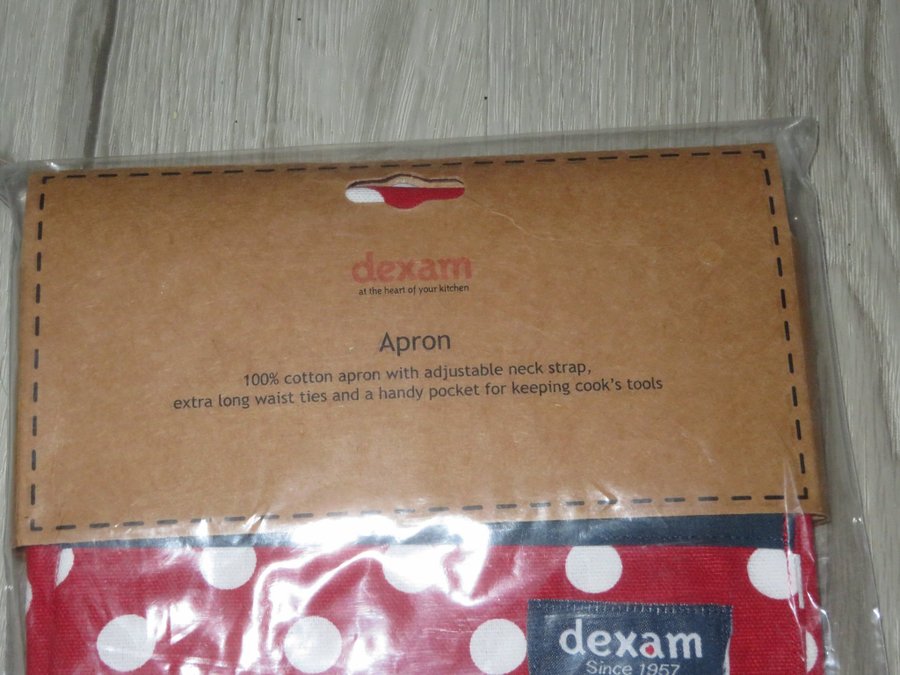 dexam
at the heart of your kitchen
Apron
100% cotton apron with adjustable neck strap,
extra long waist ties and a handy pocket for keeping cook's tools
dexam
Since 1957